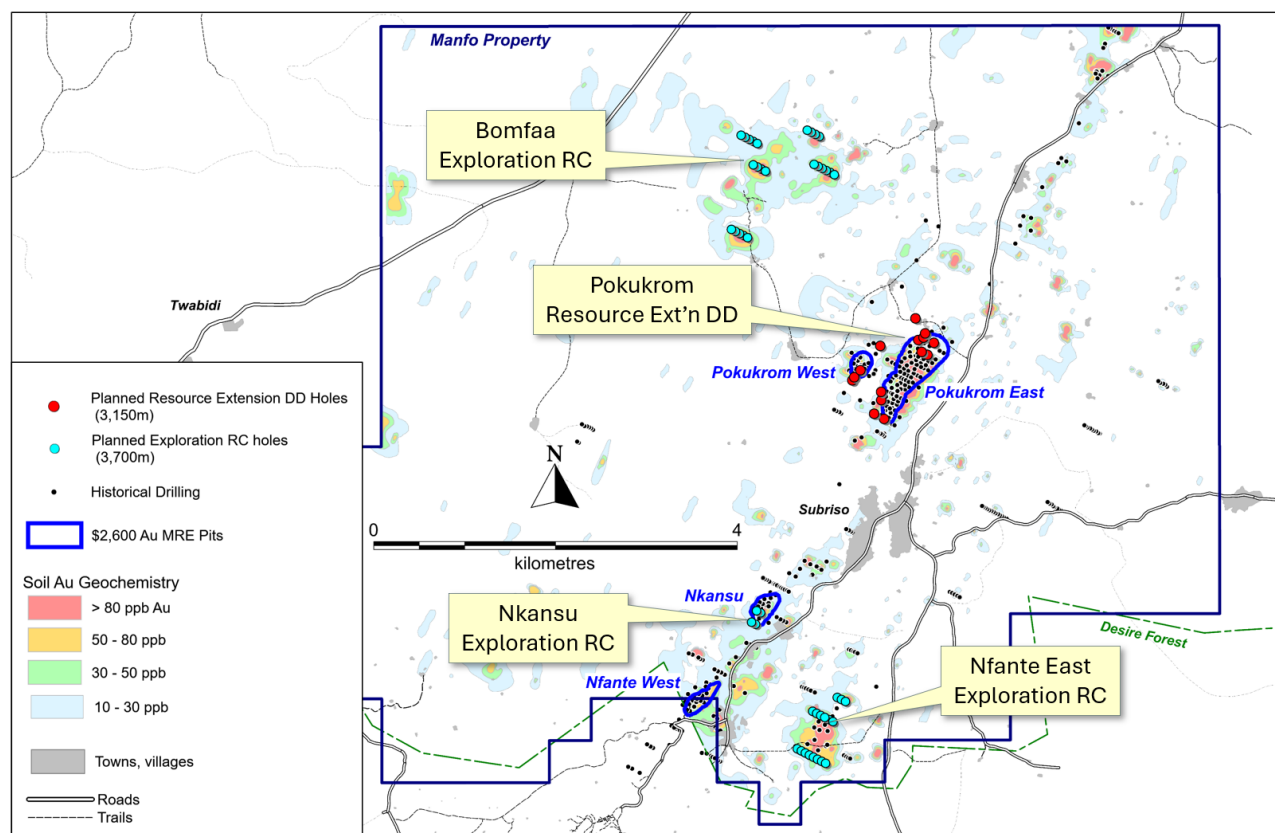 Manfo Property
Bomfaa
Exploration RC
Pokukrom
Resource Ext'n DD
Twabidi
Pokukrom West
Pokukrom East
Planned Resource Extension DD Holes
(3,150m)
Planned Exploration RC holes
(3,700m)
Historical Drilling
$2,600 Au MRE Pits
Soil Au Geochemistry
> 80 ppb Au
50 - 80 ppb
30 - 50 ppb
10 - 30 ppb
Towns, villages
Roads
Trails
N
0
4
kilometres
Subriso
Nkansu
Nkansu
Exploration RC
Desire Forest
Nfante West
Nfante East
Exploration RC